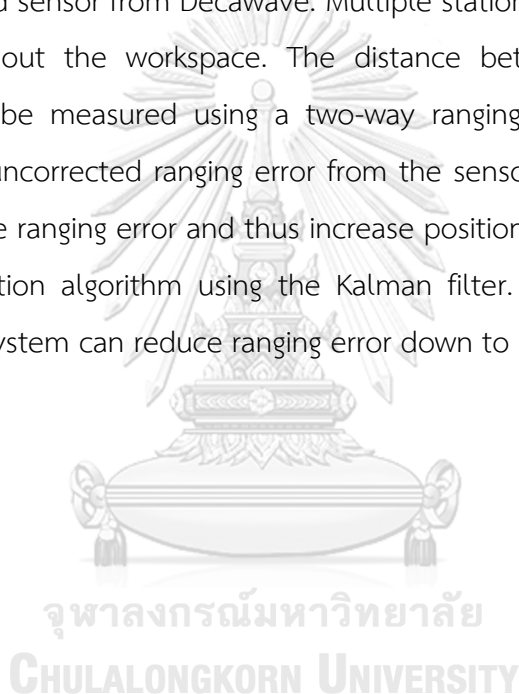 d sensor from Decawave. Multiple station
out the workspace. The distance bet
be measured using a two-way ranging
uncorrected ranging error from the senso
e ranging error and thus increase position
tion algorithm using the Kalman filter.
ystem can reduce ranging error down to
จุฬาลงกรณ์มหาวิทยาลัย
CHULALONGKORN UNIVERSITY